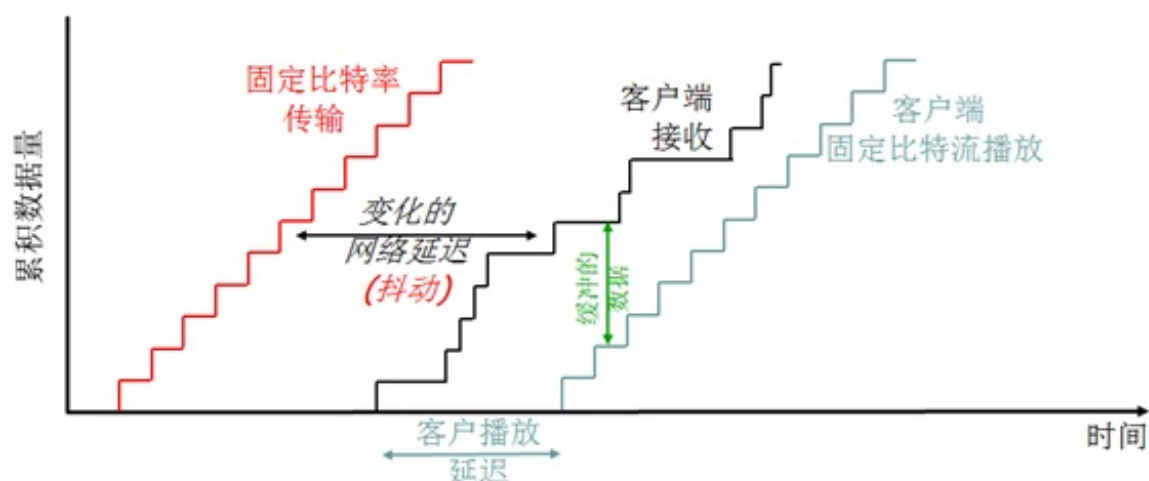 固定比特率
传输
客户端
接收
客户端
固定比特流播放
累积数据量
变化的
网络延迟
(抖动)
缓冲的
数据
客户播放
延迟
时间